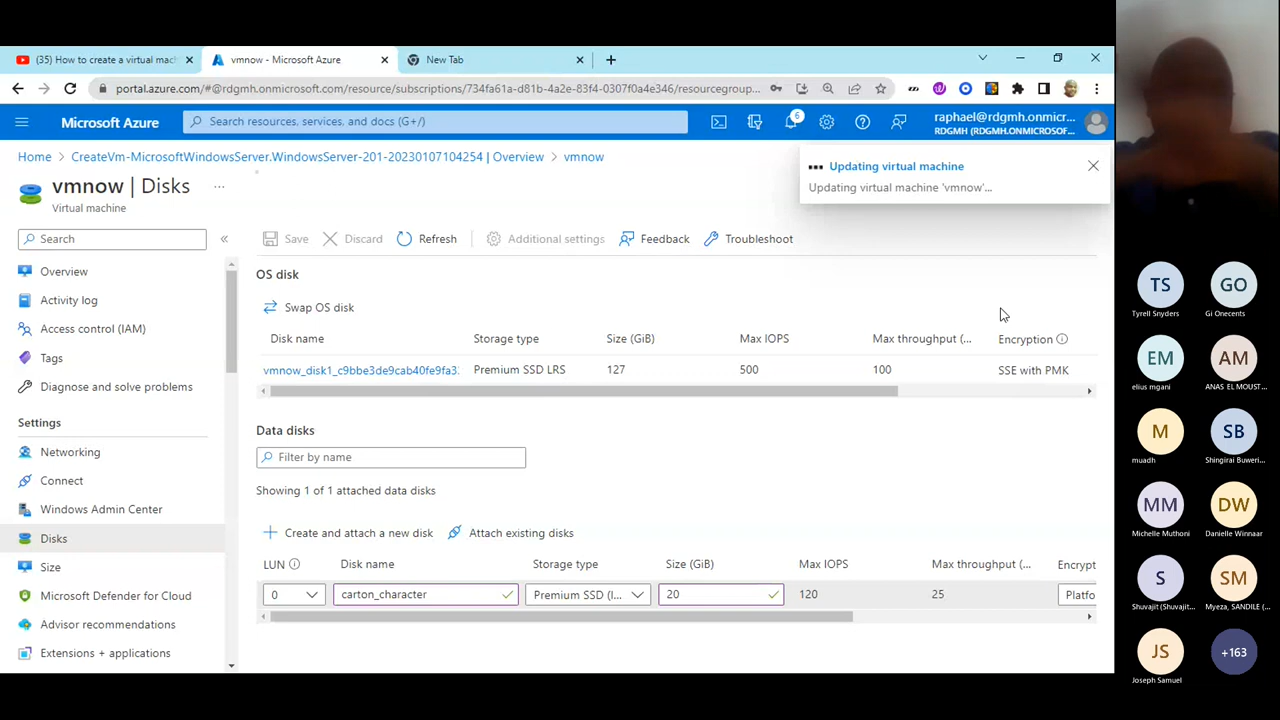 (35) How to create a virtual mach
vmnow - Microsoft Azure
New Tab
portal.azure.com/#@rdgmh.onmicrosoft.com/resource/subscriptions/734fa61a-d81b-4a2e-83f4-0307f0a4e346/resourcegroup...
Microsoft Azure
Search resources, services, and docs (G+/)
6
raphael@rdgmh.onmicr...
RDGMH (RDGMH.ONMICROSOF...
Home > CreateVm-MicrosoftWindowsServer.WindowsServer-201-20230107104254 | Overview > vmnow
Updating virtual machine
Updating virtual machine 'vmnow'...
vmnow | Disks ...
Virtual machine
Search
Save
Discard
Refresh
Additional settings
Feedback
Troubleshoot
Overview
Activity log
Access control (IAM)
Tags
Diagnose and solve problems
Settings
Networking
Connect
Windows Admin Center
Disks
Size
Microsoft Defender for Cloud
Advisor recommendations
Extensions + applications
OS disk
Swap OS disk
Disk name Storage type Size (GiB) Max IOPS Max throughput (... Encryption
vmnow_disk1_c9bbe3de9cab40fe9fa3. Premium SSD LRS 127 500 100 SSE with PMK
Data disks
Filter by name
Showing 1 of 1 attached data disks
Create and attach a new disk
Attach existing disks
LUN Disk name Storage type Size (GiB) Max IOPS Max throughput (... Encrypt
0 carton_character Premium SSD (l... 20 120 25 Platfo
TS GO
Tyrell Snyders Gi Onecents
EM AM
elius mgani ANAS EL MOUST...
M SB
muadh Shingirai Buweri...
MM DW
Michelle Muthoni Danielle Winnaar
S SM
Shuvajit (Shuvajit... Myeza, SANDILE (...
JS +163
Joseph Samuel